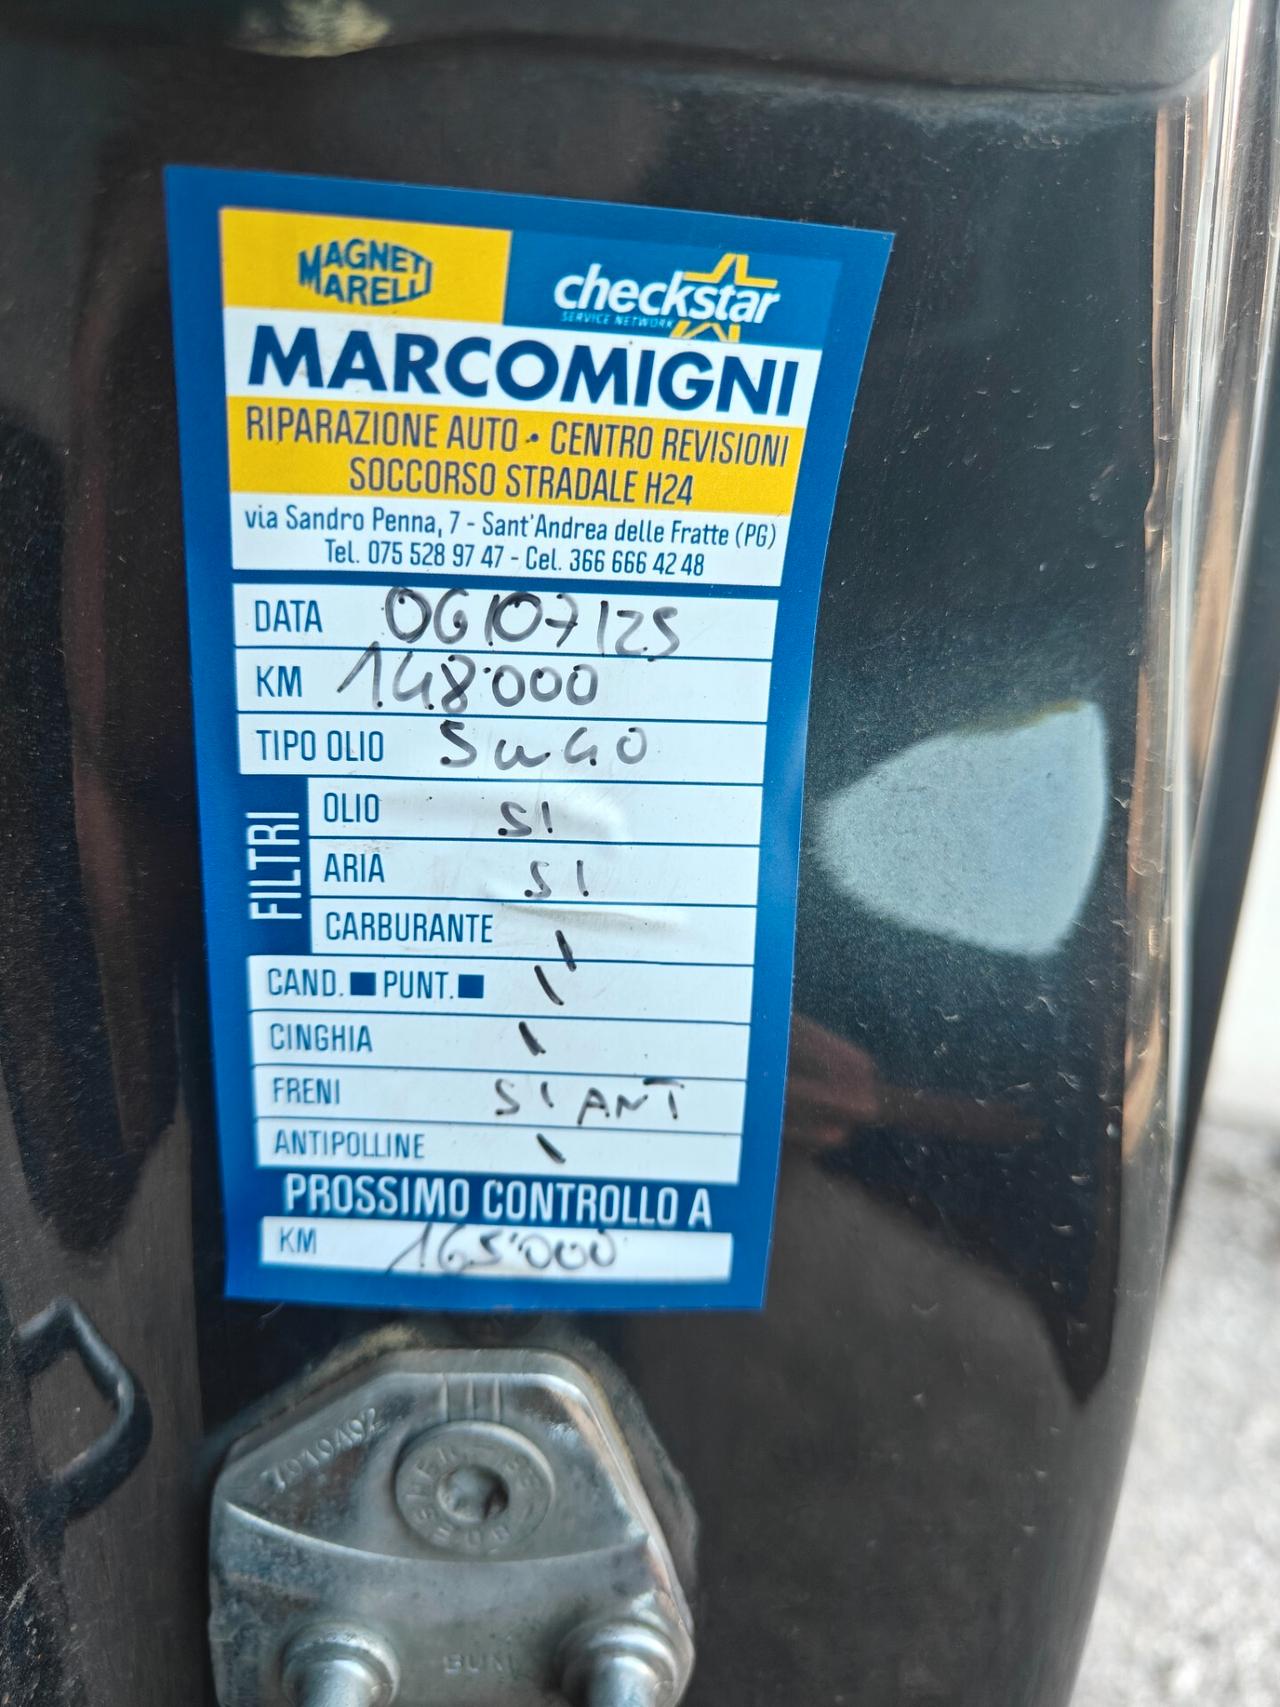 MAGNETI
MARELLI
checkstar
SERVICE NETWORK
MARCOMIGNI
RIPARAZIONE AUTO • CENTRO REVISIONI
SOCCORSO STRADALE H24
via Sandro Penna, 7 - Sant'Andrea delle Fratte (PG)
Tel. 075 528 97 47 - Cel. 366 666 42 48
DATA 06/07/25
KM 148'000
TIPO OLIO 5W40
FILTRI
OLIO SI
ARIA SI
CARBURANTE \
CAND. ■ PUNT. ■ \
CINGHIA \
FRENI SI ANT
ANTIPOLLINE \
PROSSIMO CONTROLLO A
KM 165'000
7010402